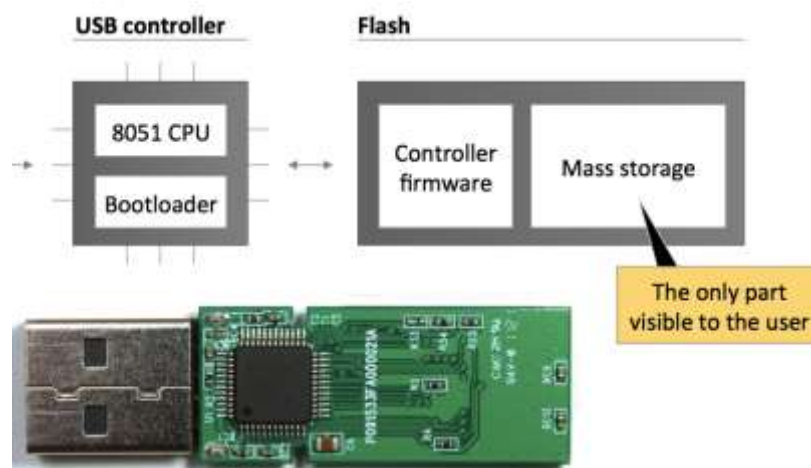 USB controller
Flash
8051 CPU
Bootloader
Controller
firmware
Mass storage
The only part
visible to the user